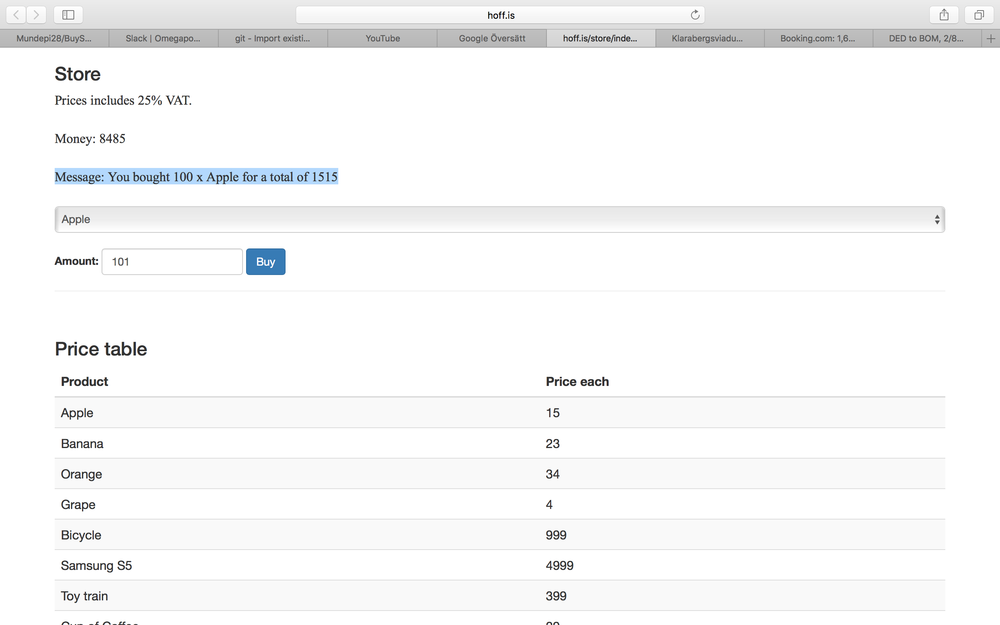 hoff.is
Mundepi28/BuyS...
Slack | Omegapo...
git - Import existi...
YouTube
Google Översätt
hoff.is/store/inde...
Klarabergsviadu...
Booking.com: 1,6...
DED to BOM, 2/8...
Store
Prices includes 25% VAT.
Money: 8485
Message: You bought 100 x Apple for a total of 1515
Apple
Amount: 101 Buy
Price table
Product Price each
Apple 15
Banana 23
Orange 34
Grape 4
Bicycle 999
Samsung S5 4999
Toy train 399
Cup of Coffee